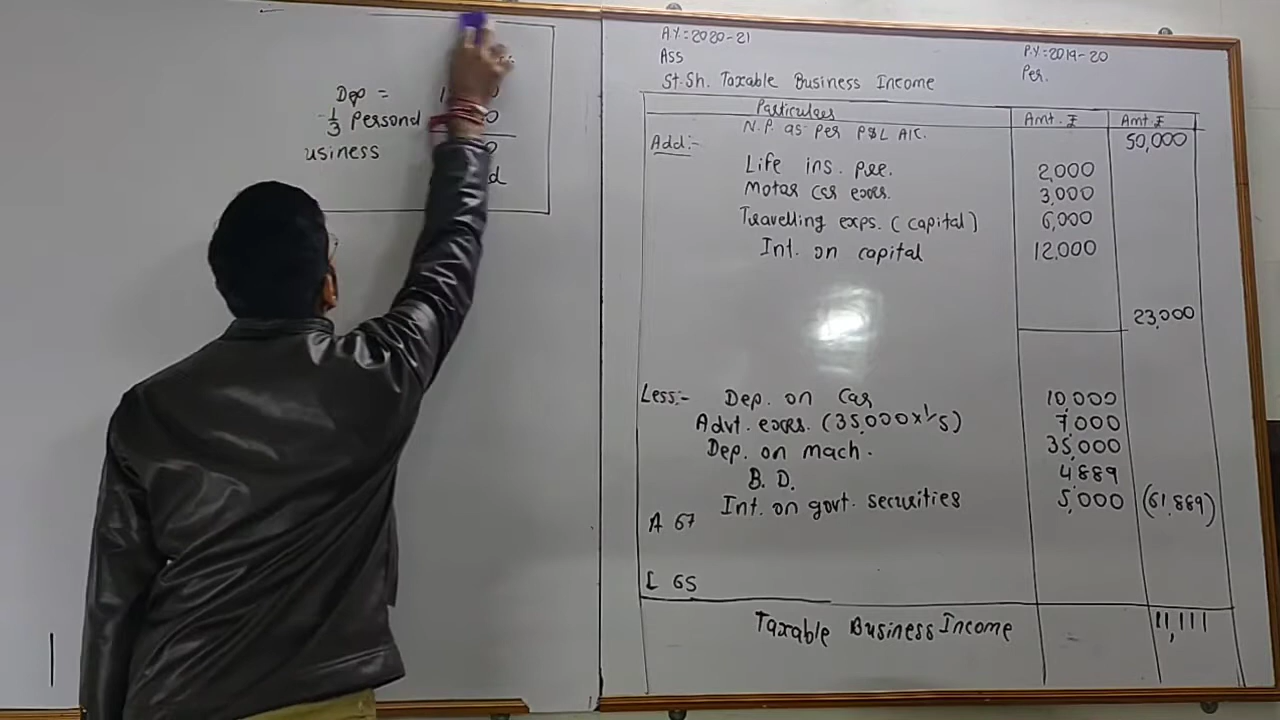 Dep =
-1/3 Personal
usiness
A.Y:-2020-21
P.Y:-2019-20
Ass
Per.
St. Sh. Taxable Business Income
Particulars Amt. ₹ Amt. ₹
N.P. as per P&L A/C. 50,000
Add:-
Life ins. pre. 2,000
Motor car exps. 3,000
Travelling exps. (capital) 6,000
Int. on capital 12,000
23,000
Less:- Dep. on Car 10,000
Advt. exps. (35,000x1/5) 7,000
Dep. on mach. 35,000
B. D. 4,889
Int. on govt. securities 5,000 (61,889)
A 67
L 65
Taxable Business Income 11,111